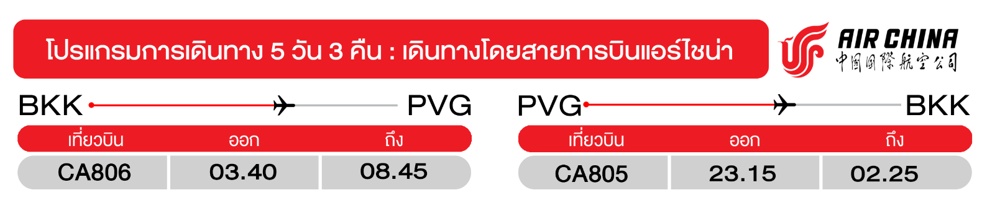 โปรแกรมการเดินทาง 5 วัน 3 คืน : เดินทางโดยสายการบินแอร์ไชน่า
AIR CHINA
中國國際航空公司
BKK PVG
เที่ยวบิน ออก ถึง
CA806 03.40 08.45
PVG BKK
เที่ยวบิน ออก ถึง
CA805 23.15 02.25